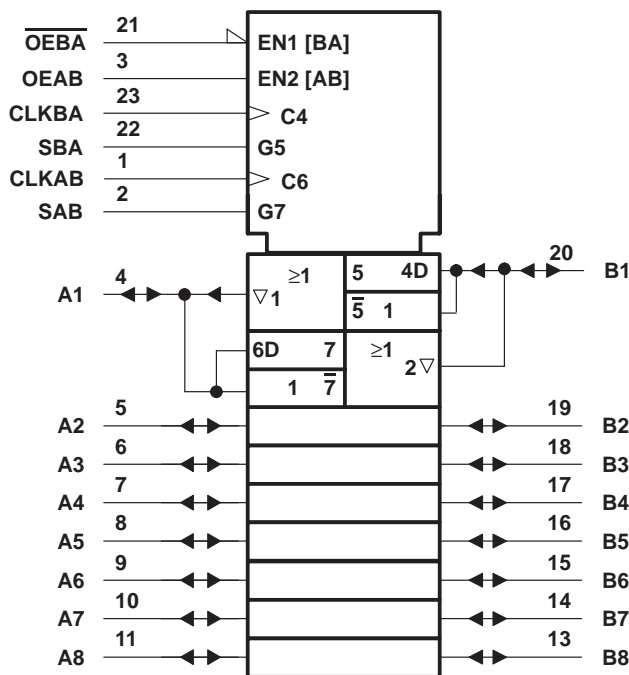 21
OEBA
EN1 [BA]
3
OEAB
EN2 [AB]
23
CLKBA
C4
22
SBA
G5
1
CLKAB
C6
2
SAB
G7
4
A1
≥1
▽1
5 4D
20
B1
5 1
6D 7
≥1
2▽
1 7
5
A2
19
B2
6
A3
18
B3
7
A4
17
B4
8
A5
16
B5
9
A6
15
B6
10
A7
14
B7
11
A8
13
B8